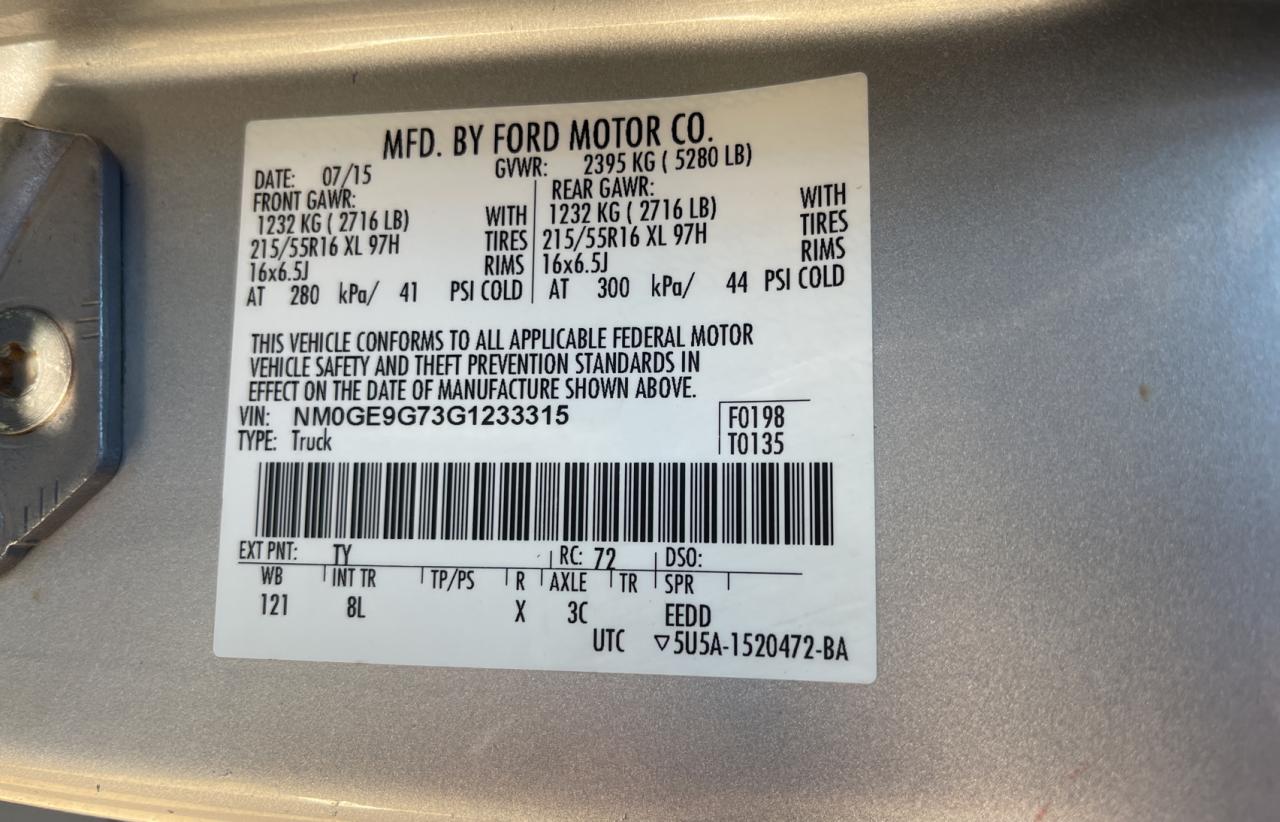 MFD. BY FORD MOTOR CO.
DATE: 07/15 GVWR: 2395 KG ( 5280 LB)
FRONT GAWR: REAR GAWR:
1232 KG ( 2716 LB) WITH 1232 KG ( 2716 LB) WITH
215/55R16 XL 97H TIRES 215/55R16 XL 97H TIRES
16x6.5J RIMS 16x6.5J RIMS
AT 280 kPa/ 41 PSI COLD AT 300 kPa/ 44 PSI COLD
THIS VEHICLE CONFORMS TO ALL APPLICABLE FEDERAL MOTOR
VEHICLE SAFETY AND THEFT PREVENTION STANDARDS IN
EFFECT ON THE DATE OF MANUFACTURE SHOWN ABOVE.
VIN: NM0GE9G73G1233315 F0198
TYPE: Truck T0135
EXT PNT: TY RC: 72 DSO:
WB INT TR TP/PS R AXLE TR SPR
121 8L X 3C EEDD
UTC ▽5U5A-1520472-BA